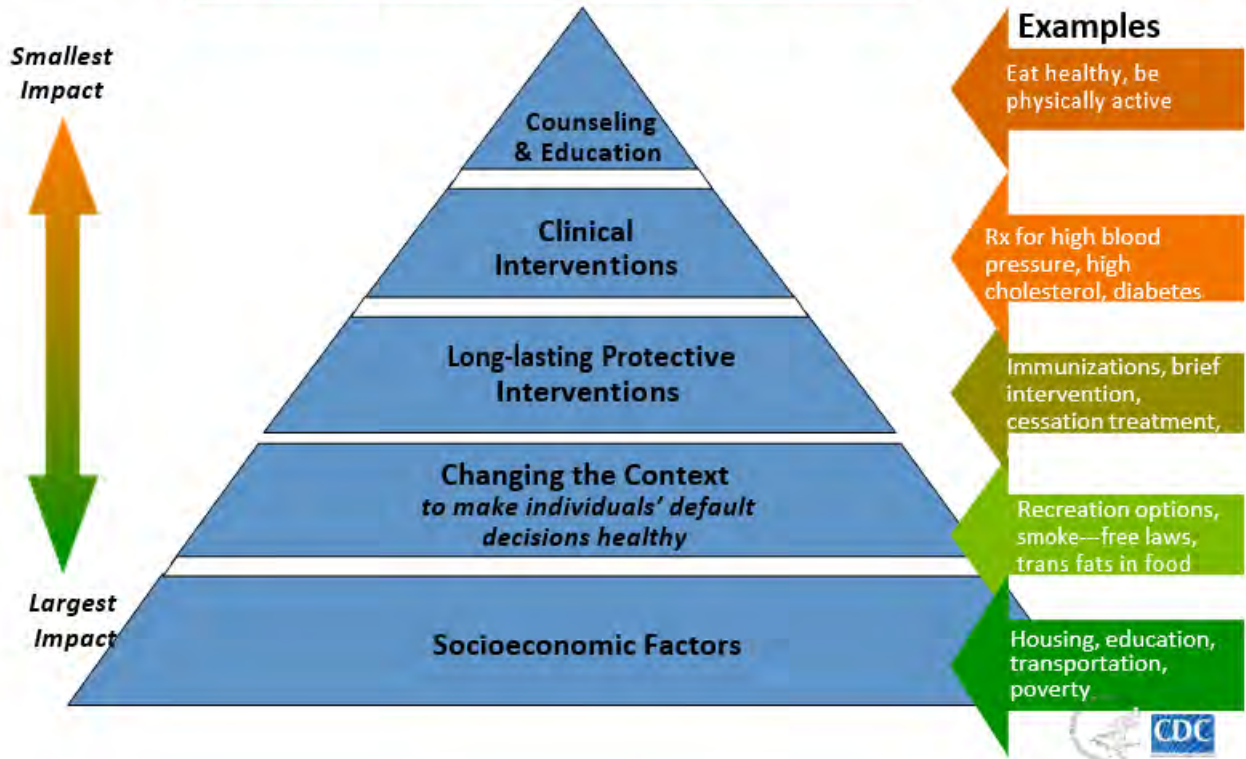 Smallest
Impact
Largest
Impact
Counseling
& Education
Clinical
Interventions
Long-lasting Protective
Interventions
Changing the Context
to make individuals' default
decisions healthy
Socioeconomic Factors
Examples
Eat healthy, be
physically active
Rx for high blood
pressure, high
cholesterol, diabetes
Immunizations, brief
intervention,
cessation treatment,
Recreation options,
smoke-‐free laws,
trans fats in food
Housing, education,
transportation,
poverty
CDC